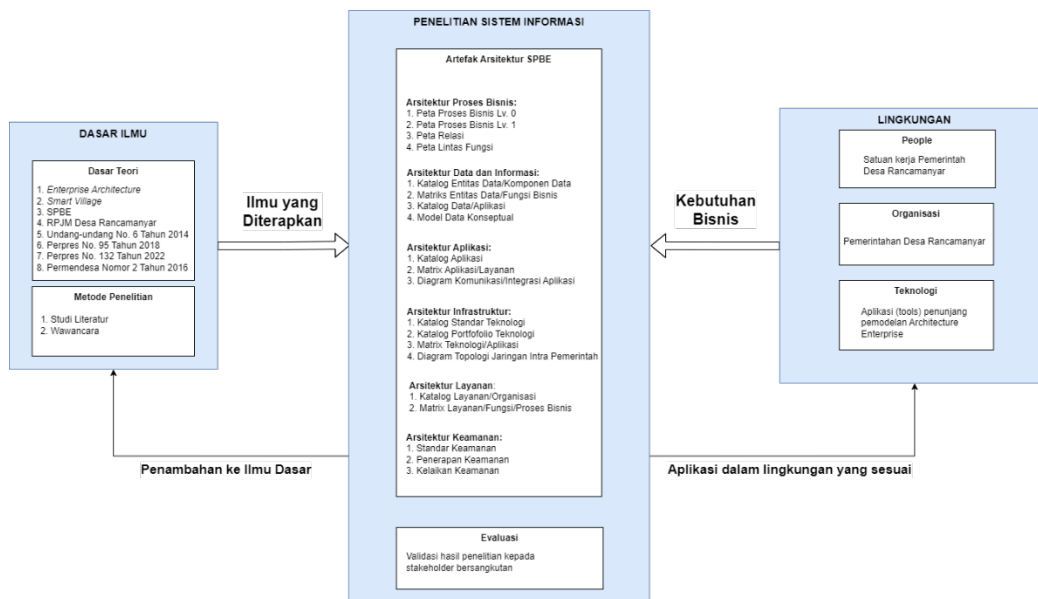 PENELITIAN SISTEM INFORMASI
Artefak Arsitektur SPBE
Arsitektur Proses Bisnis:
1. Peta Proses Bisnis Lv. 0
2. Peta Proses Bisnis Lv. 1
3. Peta Relasi
4. Peta Lintas Fungsi
Arsitektur Data dan Informasi:
1. Katalog Entitas Data/Komponen Data
2. Matriks Entitas Data/Fungsi Bisnis
3. Katalog Data/Aplikasi
4. Model Data Konseptual
Arsitektur Aplikasi:
1. Katalog Aplikasi
2. Matrix Aplikasi/Layanan
3. Diagram Komunikasi/Integrasi Aplikasi
Arsitektur Infrastruktur:
1. Katalog Standar Teknologi
2. Katalog Portfofolio Teknologi
3. Matrix Teknologi/Aplikasi
4. Diagram Topologi Jaringan Intra Pemerintah
Arsitektur Layanan:
1. Katalog Layanan/Organisasi
2. Matrix Layanan/Fungsi/Proses Bisnis
Arsitektur Keamanan:
1. Standar Keamanan
2. Penerapan Keamanan
3. Kelaikan Keamanan
Evaluasi
Validasi hasil penelitian kepada
stakeholder bersangkutan
DASAR ILMU
Dasar Teori
1. Enterprise Architecture
2. Smart Village
3. SPBE
4. RPJM Desa Rancamanyar
5. Undang-undang No. 6 Tahun 2014
6. Perpres No. 95 Tahun 2018
7. Perpres No. 132 Tahun 2022
8. Permendesa Nomor 2 Tahun 2016
Metode Penelitian
1. Studi Literatur
2. Wawancara
Ilmu yang
Diterapkan
Kebutuhan
Bisnis
LINGKUNGAN
People
Satuan kerja Pemerintah
Desa Rancamanyar
Organisasi
Pemerintahan Desa Rancamanyar
Teknologi
Aplikasi (tools) penunjang
pemodelan Architecture
Enterprise
Penambahan ke Ilmu Dasar
Aplikasi dalam lingkungan yang sesuai